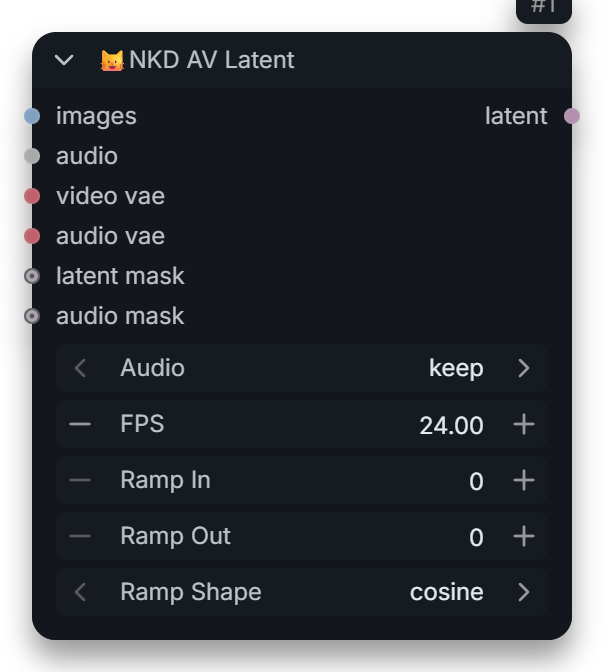 #1
NKD AV Latent
images
latent
audio
video vae
audio vae
latent mask
audio mask
Audio keep
FPS 24.00
Ramp In 0
Ramp Out 0
Ramp Shape cosine